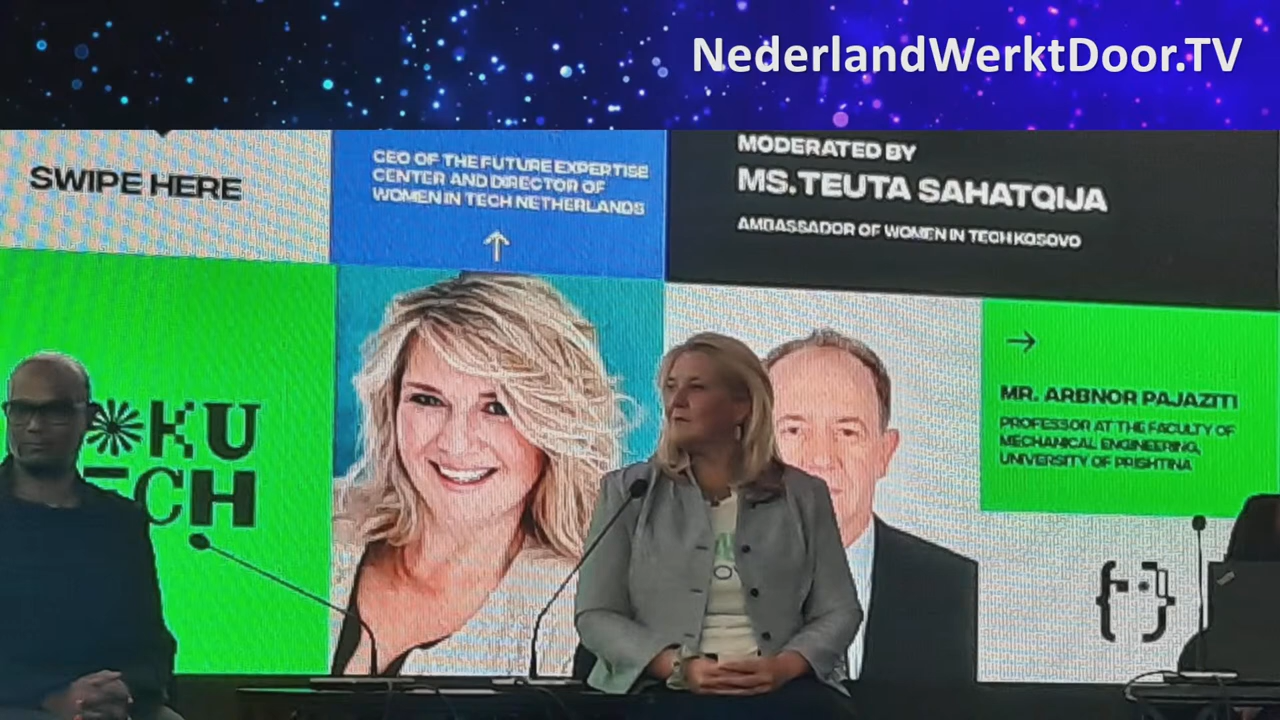 NederlandWerktDoor.TV
SWIPE HERE
CEO OF THE FUTURE EXPERTISE
CENTER AND DIRECTOR OF
WOMEN IN TECH NETHERLANDS
MODERATED BY
MS.TEUTA SAHATQIJA
AMBASSADOR OF WOMEN IN TECH KOSOVO
MR. ARBNOR PAJAZITI
PROFESSOR AT THE FACULTY OF
MECHANICAL ENGINEERING,
UNIVERSITY OF PRISHTINA
KU
ECH